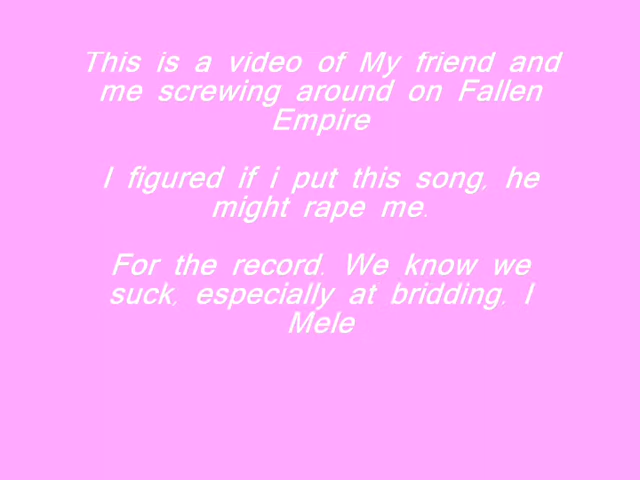 This is a video of My friend and
me screwing around on Fallen
Empire
I figured if i put this song, he
might rape me.
For the record. We know we
suck, especially at bridding, I
Mele